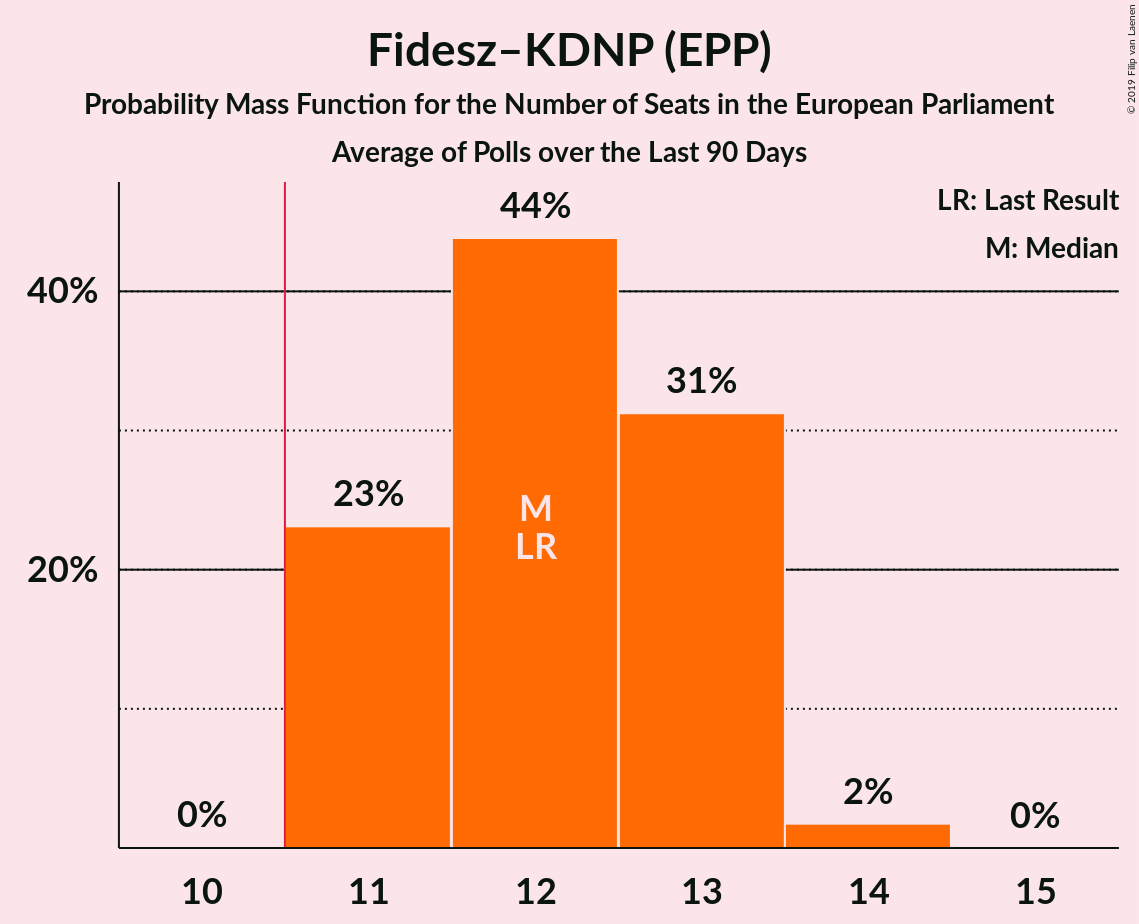 Fidesz–KDNP (EPP)
Probability Mass Function for the Number of Seats in the European Parliament
Average of Polls over the Last 90 Days
© 2019 Filip van Laenen
LR: Last Result
M: Median
44%
40%
31%
23%
M
LR
20%
2%
0%
0%
10 11 12 13 14 15